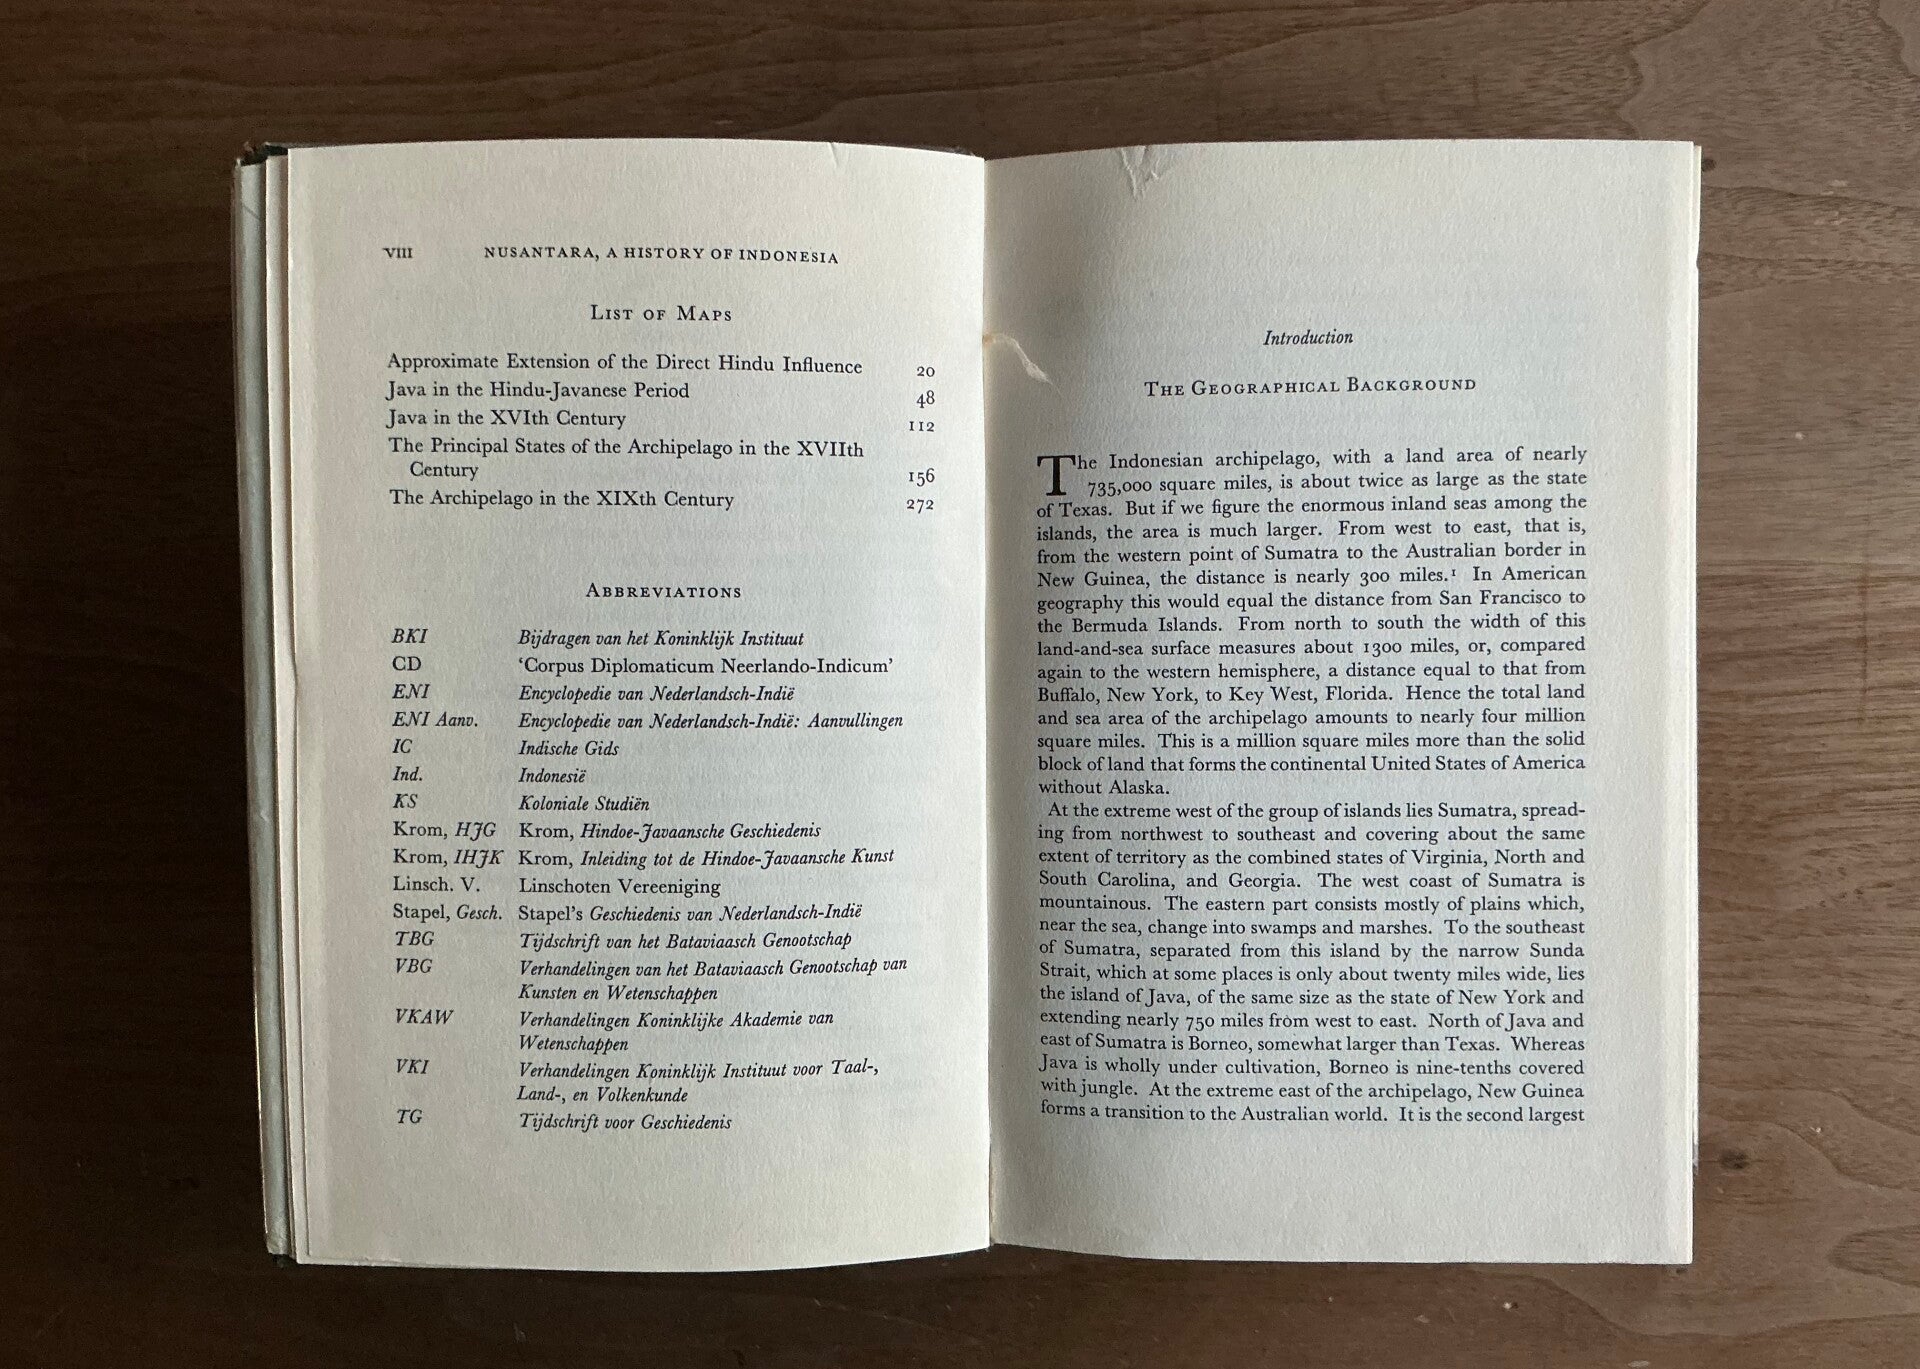 VIII NUSANTARA, A HISTORY OF INDONESIA
LIST OF MAPS
Approximate Extension of the Direct Hindu Influence 20
Java in the Hindu-Javanese Period 48
Java in the XVIth Century 112
The Principal States of the Archipelago in the XVIIth
Century 156
The Archipelago in the XIXth Century 272
ABBREVIATIONS
BKI Bijdragen van het Koninklijk Instituut
CD ‘Corpus Diplomaticum Neerlando-Indicum’
ENI Encyclopedie van Nederlandsch-Indië
ENI Aanv. Encyclopedie van Nederlandsch-Indië: Aanvullingen
IC Indische Gids
Ind. Indonesië
KS Koloniale Studiën
Krom, HJG Krom, Hindoe-Javaansche Geschiedenis
Krom, IHJK Krom, Inleiding tot de Hindoe-Javaansche Kunst
Linsch. V. Linschoten Vereeniging
Stapel, Gesch. Stapel's Geschiedenis van Nederlandsch-Indië
TBG Tijdschrift van het Bataviaasch Genootschap
VBG Verhandelingen van het Bataviaasch Genootschap van
Kunsten en Wetenschappen
VKAW Verhandelingen Koninklijke Akademie van
Wetenschappen
VKI Verhandelingen Koninklijk Instituut voor Taal-,
Land-, en Volkenkunde
TG Tijdschrift voor Geschiedenis
Introduction
THE GEOGRAPHICAL BACKGROUND
The Indonesian archipelago, with a land area of nearly
735,000 square miles, is about twice as large as the state
of Texas. But if we figure the enormous inland seas among the
islands, the area is much larger. From west to east, that is,
from the western point of Sumatra to the Australian border in
New Guinea, the distance is nearly 300 miles.¹ In American
geography this would equal the distance from San Francisco to
the Bermuda Islands. From north to south the width of this
land-and-sea surface measures about 1300 miles, or, compared
again to the western hemisphere, a distance equal to that from
Buffalo, New York, to Key West, Florida. Hence the total land
and sea area of the archipelago amounts to nearly four million
square miles. This is a million square miles more than the solid
block of land that forms the continental United States of America
without Alaska.
At the extreme west of the group of islands lies Sumatra, spread-
ing from northwest to southeast and covering about the same
extent of territory as the combined states of Virginia, North and
South Carolina, and Georgia. The west coast of Sumatra is
mountainous. The eastern part consists mostly of plains which,
near the sea, change into swamps and marshes. To the southeast
of Sumatra, separated from this island by the narrow Sunda
Strait, which at some places is only about twenty miles wide, lies
the island of Java, of the same size as the state of New York and
extending nearly 750 miles from west to east. North of Java and
east of Sumatra is Borneo, somewhat larger than Texas. Whereas
Java is wholly under cultivation, Borneo is nine-tenths covered
with jungle. At the extreme east of the archipelago, New Guinea
forms a transition to the Australian world. It is the second largest